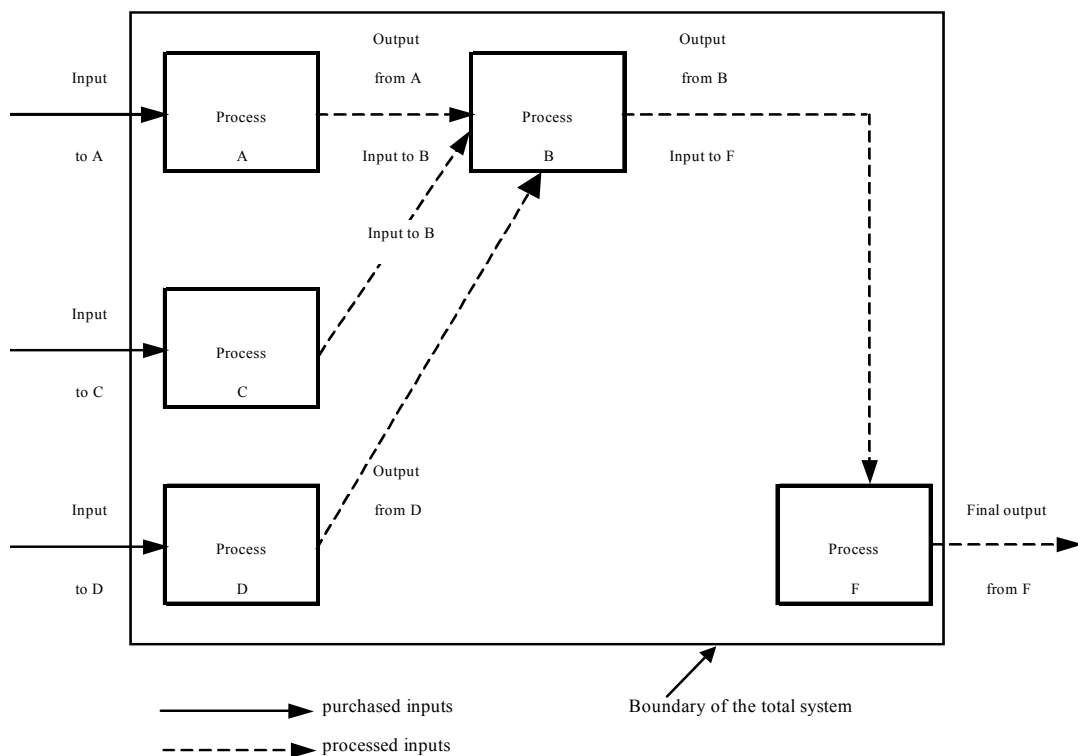 Input
to A
Process
A
Output
from A
Input to B
Process
B
Output
from B
Input to F
Input to B
Input
to C
Process
C
Output
from D
Input
to D
Process
D
Process
F
Final output
from F
Boundary of the total system
purchased inputs
processed inputs